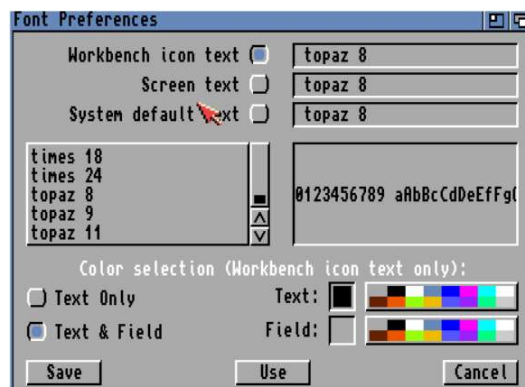 Font Preferences
Workbench icon text topaz 8
Screen text topaz 8
System default text topaz 8
times 18
times 24
topaz 8
topaz 9
topaz 11
0123456789 aAbBcCdDeEfFgG
Color selection (Workbench icon text only):
Text Only Text:
Text & Field Field:
Save Use Cancel